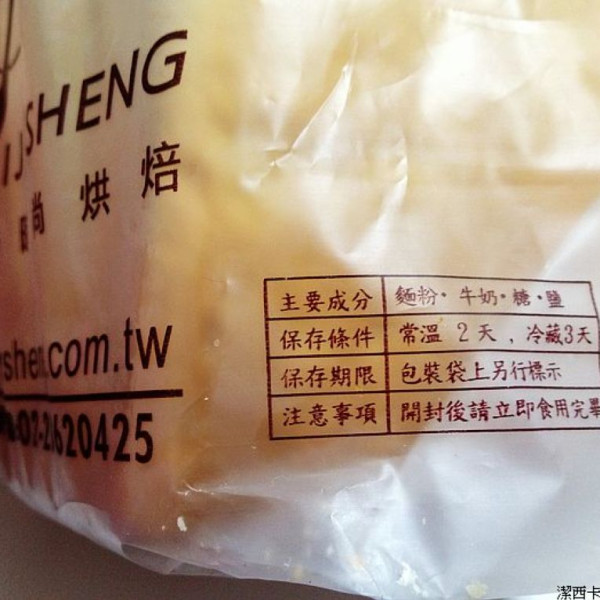 SHENG
時尚 烘焙
shen.com.tw
2620425
主要成分 麵粉・牛奶・糖・鹽
保存條件 常溫 2 天 , 冷藏3天
保存期限 包裝袋上另行標示
注意事項 開封後請立即食用完畢
潔西卡